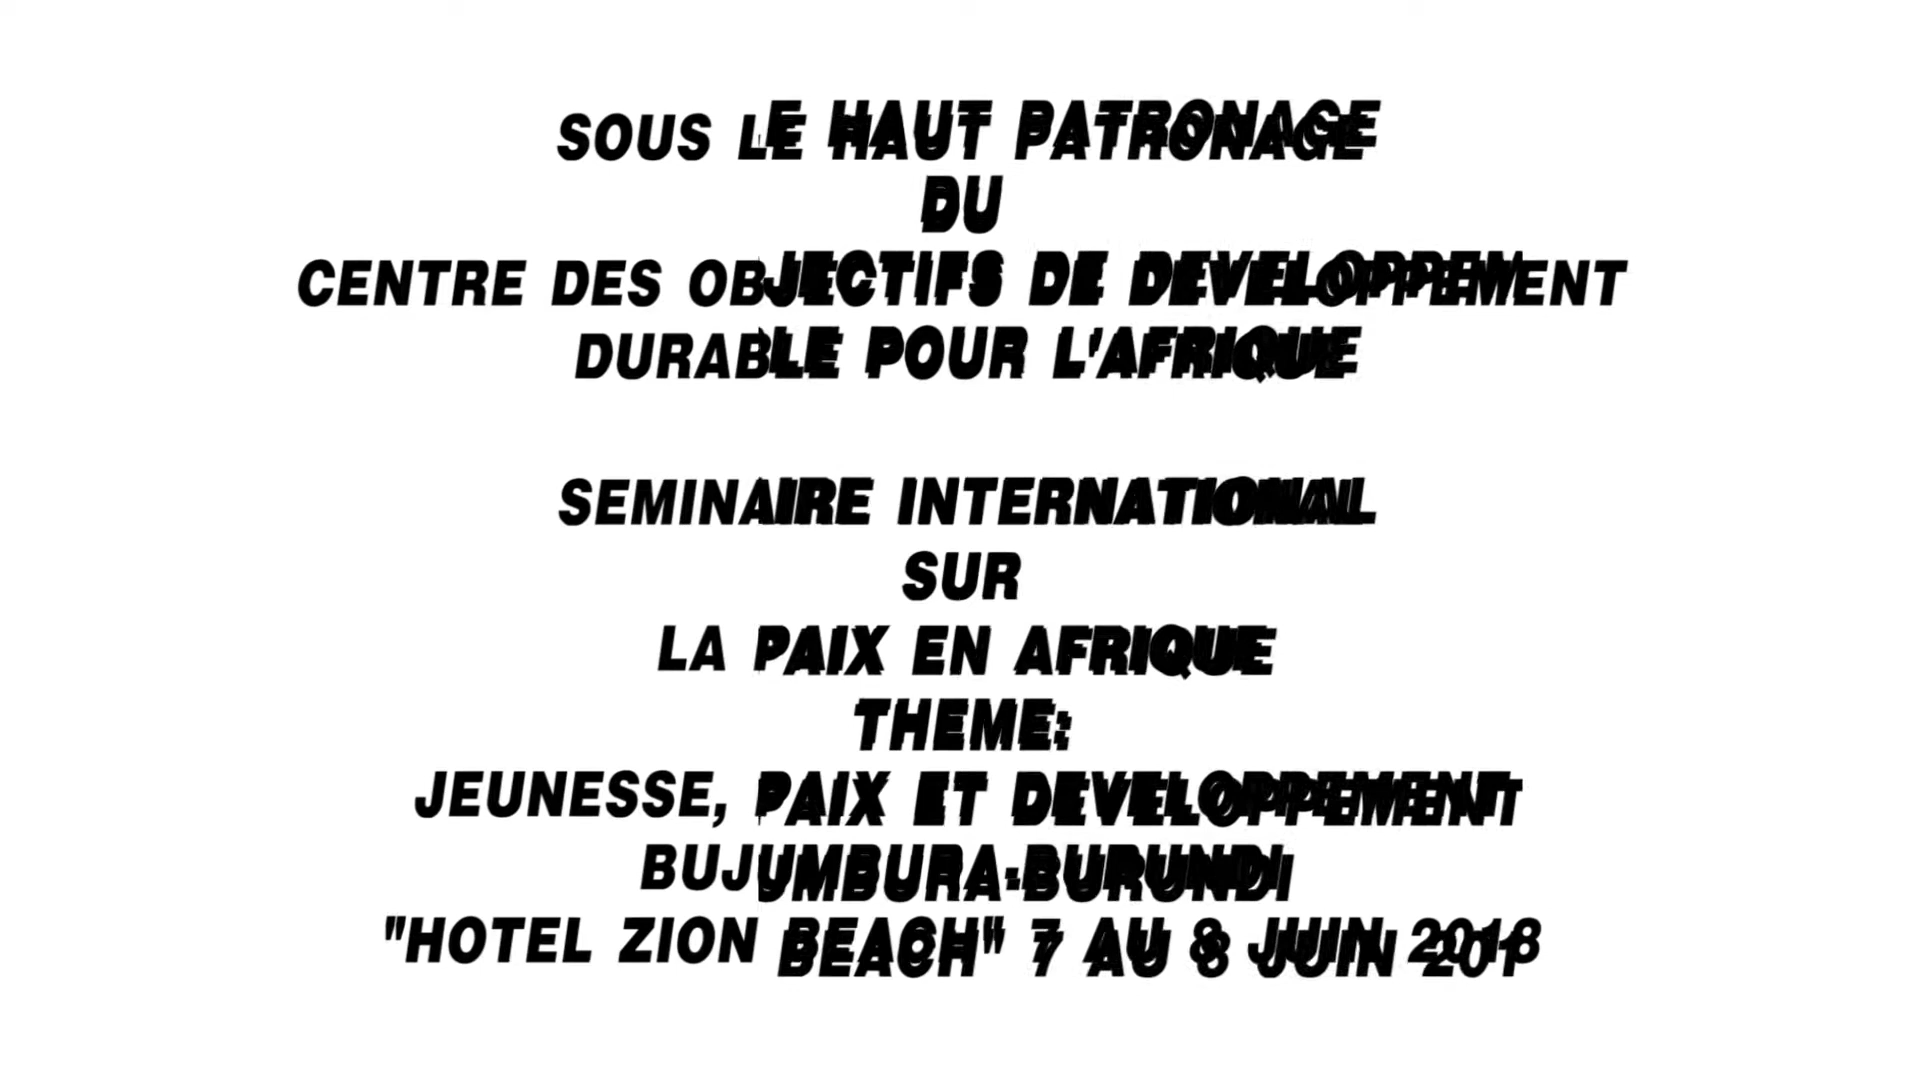 SOUS LE HAUT PATRONAGE
DU
CENTRE DES OBJECTIFS DE DEVELOPPEMENT
DURABLE POUR L'AFRIQUE
SEMINAIRE INTERNATIONAL
SUR
LA PAIX EN AFRIQUE
THEME:
JEUNESSE, PAIX ET DEVELOPPEMENT
BUJUMBURA-BURUNDI
"HOTEL ZION BEACH" 7 AU 8 JUIN 2018